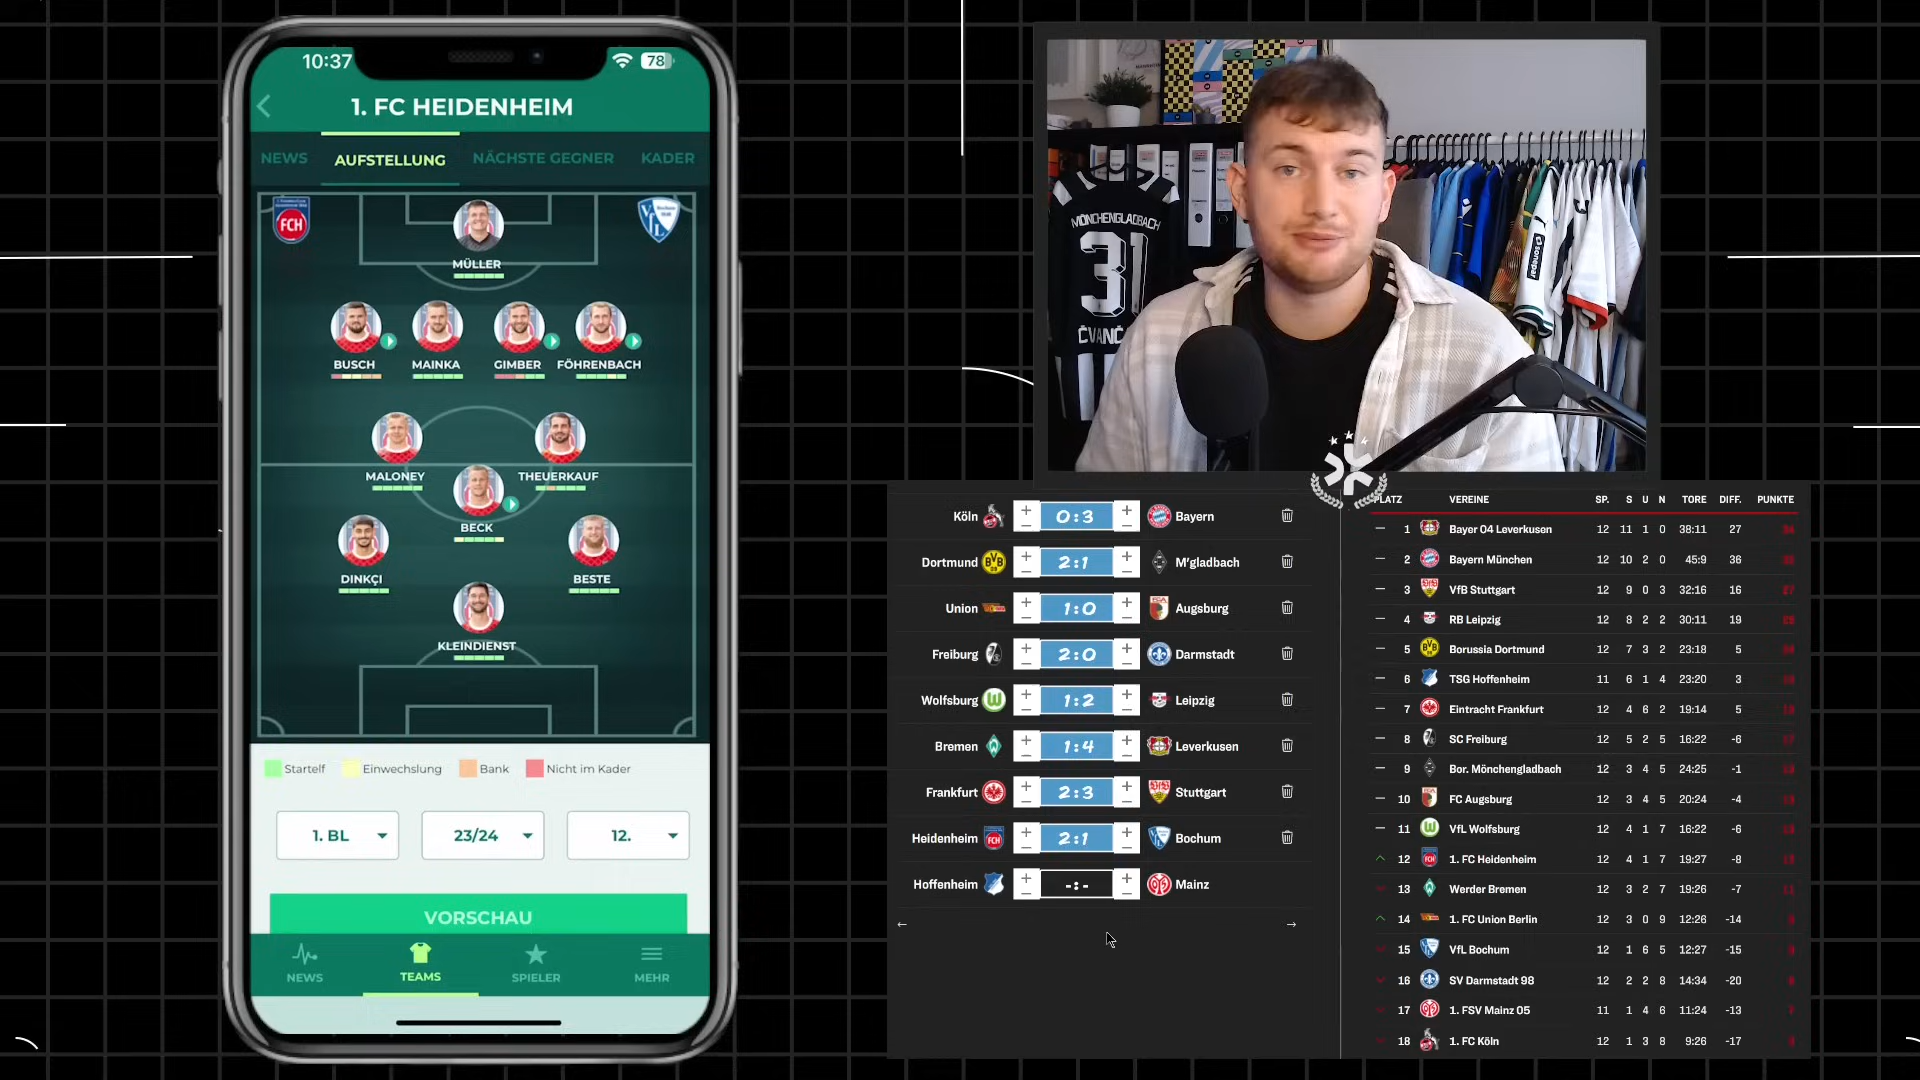 10:37
78
1. FC HEIDENHEIM
NEWS AUFSTELLUNG NÄCHSTE GEGNER KADER
FCH
VfL
MÜLLER
BUSCH MAINKA GIMBER FÖHRENBACH
MALONEY THEUERKAUF
BECK
DINKÇI BESTE
KLEINDIENST
Startelf Einwechslung Bank Nicht im Kader
1. BL 23/24 12.
VORSCHAU
NEWS TEAMS SPIELER MEHR
MÖNCHENGLADBACH
31
ČVANČ
sonepar
Köln 0:3 Bayern
Dortmund 2:1 M'gladbach
Union 1:0 Augsburg
Freiburg 2:0 Darmstadt
Wolfsburg 1:2 Leipzig
Bremen 1:4 Leverkusen
Frankfurt 2:3 Stuttgart
Heidenheim 2:1 Bochum
Hoffenheim -:- Mainz
← →
PLATZ VEREINE SP. S U N TORE DIFF. PUNKTE
1 Bayer 04 Leverkusen 12 11 1 0 38:11 27
2 Bayern München 12 10 2 0 45:9 36
3 VfB Stuttgart 12 9 0 3 32:16 16 27
4 RB Leipzig 12 8 2 2 30:11 19
5 Borussia Dortmund 12 7 3 2 23:18 5
6 TSG Hoffenheim 11 6 1 4 23:20 3
7 Eintracht Frankfurt 12 4 6 2 19:14 5
8 SC Freiburg 12 5 2 5 16:22 -6
9 Bor. Mönchengladbach 12 3 4 5 24:25 -1
10 FC Augsburg 12 3 4 5 20:24 -4
11 VfL Wolfsburg 12 4 1 7 16:22 -6
12 1. FC Heidenheim 12 4 1 7 19:27 -8
13 Werder Bremen 12 3 2 7 19:26 -7
14 1. FC Union Berlin 12 3 0 9 12:26 -14
15 VfL Bochum 12 1 6 5 12:27 -15
16 SV Darmstadt 98 12 2 2 8 14:34 -20
17 1. FSV Mainz 05 11 1 4 6 11:24 -13
18 1. FC Köln 12 1 3 8 9:26 -17